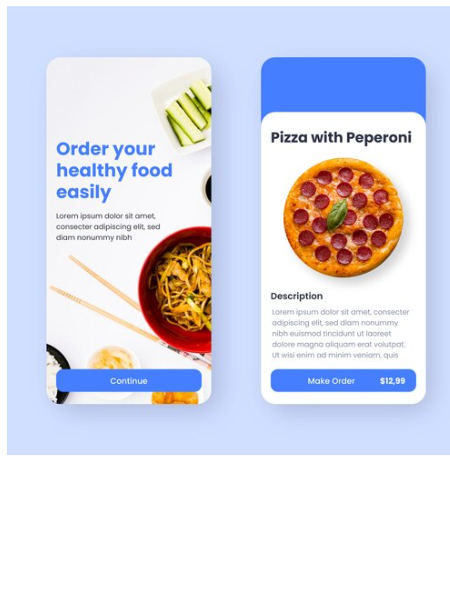 Order your
healthy food
easily
Lorem ipsum dolor sit amet,
consecter adipiscing elit, sed
diam nonummy nibh
Continue
Pizza with Peperoni
Description
Lorem ipsum dolor sit amet, consecter
adipiscing elit, sed diam nonummy
nibh euismod tincidunt ut laoreet
dolore magna aliquam erat volutpat.
Ut wisi enim ad minim veniam, quis
Make Order $12,99